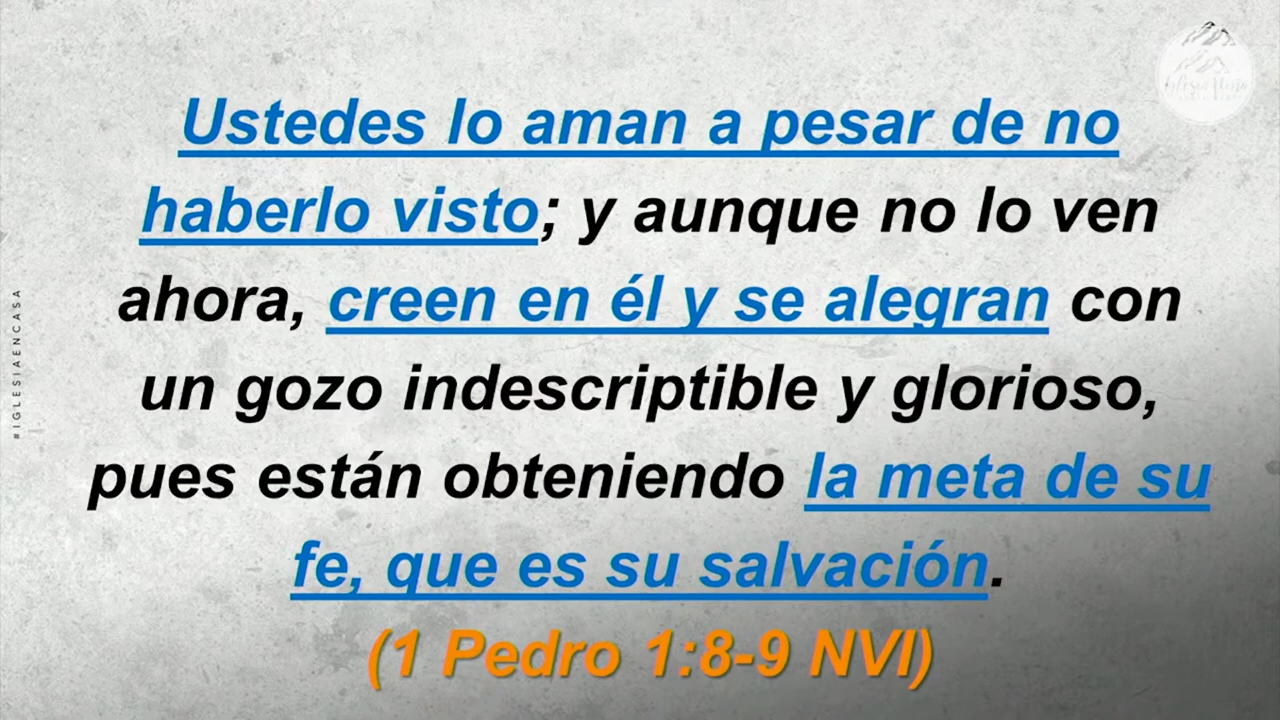 Ustedes lo aman a pesar de no
haberlo visto; y aunque no lo ven
ahora, creen en él y se alegran con
un gozo indescriptible y glorioso,
pues están obteniendo la meta de su
fe, que es su salvación.
(1 Pedro 1:8-9 NVI)
#IGLESIAENCASA